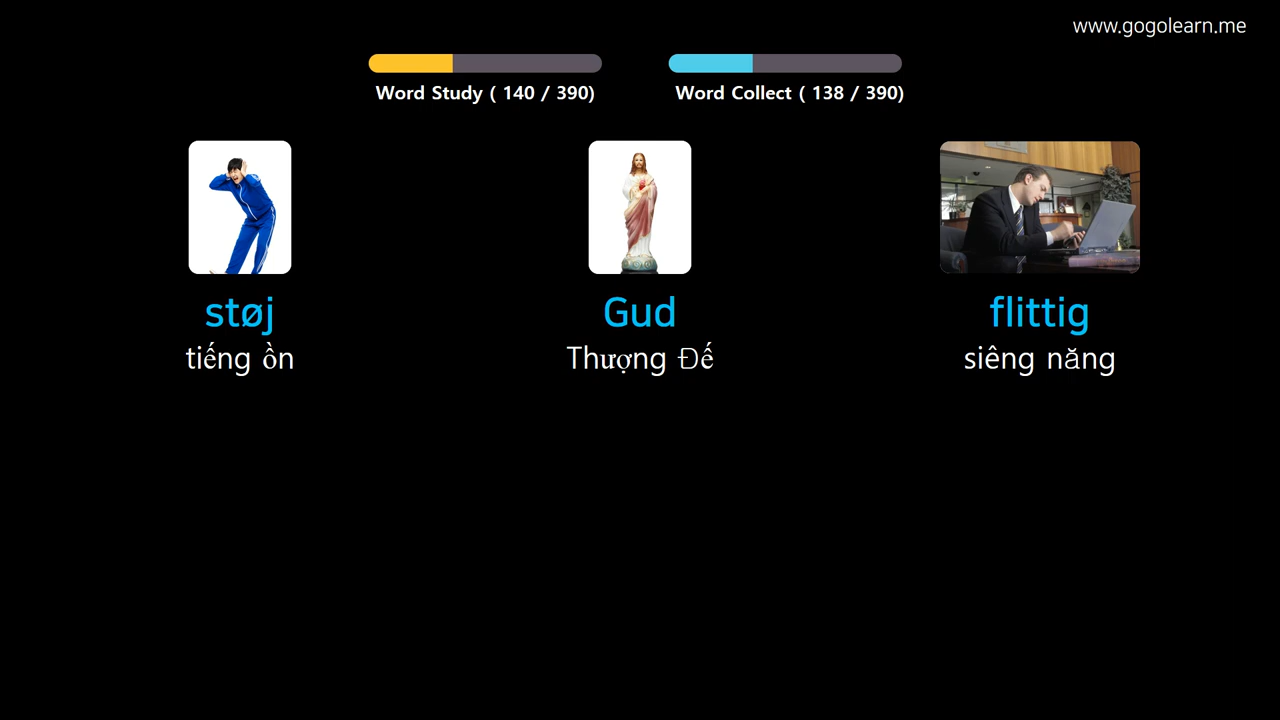 www.gogolearn.me
Word Study ( 140 / 390)
Word Collect ( 138 / 390)
støj
Gud
flittig
tiếng ồn
Thượng Đế
siêng năng